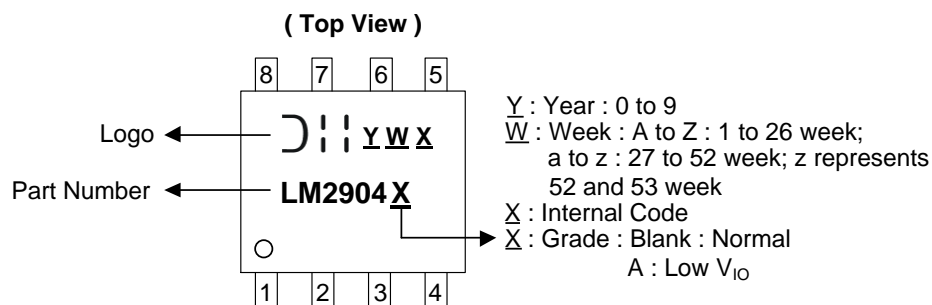 ( Top View )
8 7 6 5
Logo
Y W X
Part Number
LM2904 X
1 2 3 4
Y : Year : 0 to 9
W : Week : A to Z : 1 to 26 week;
a to z : 27 to 52 week; z represents
52 and 53 week
X : Internal Code
X : Grade : Blank : Normal
A : Low VIO